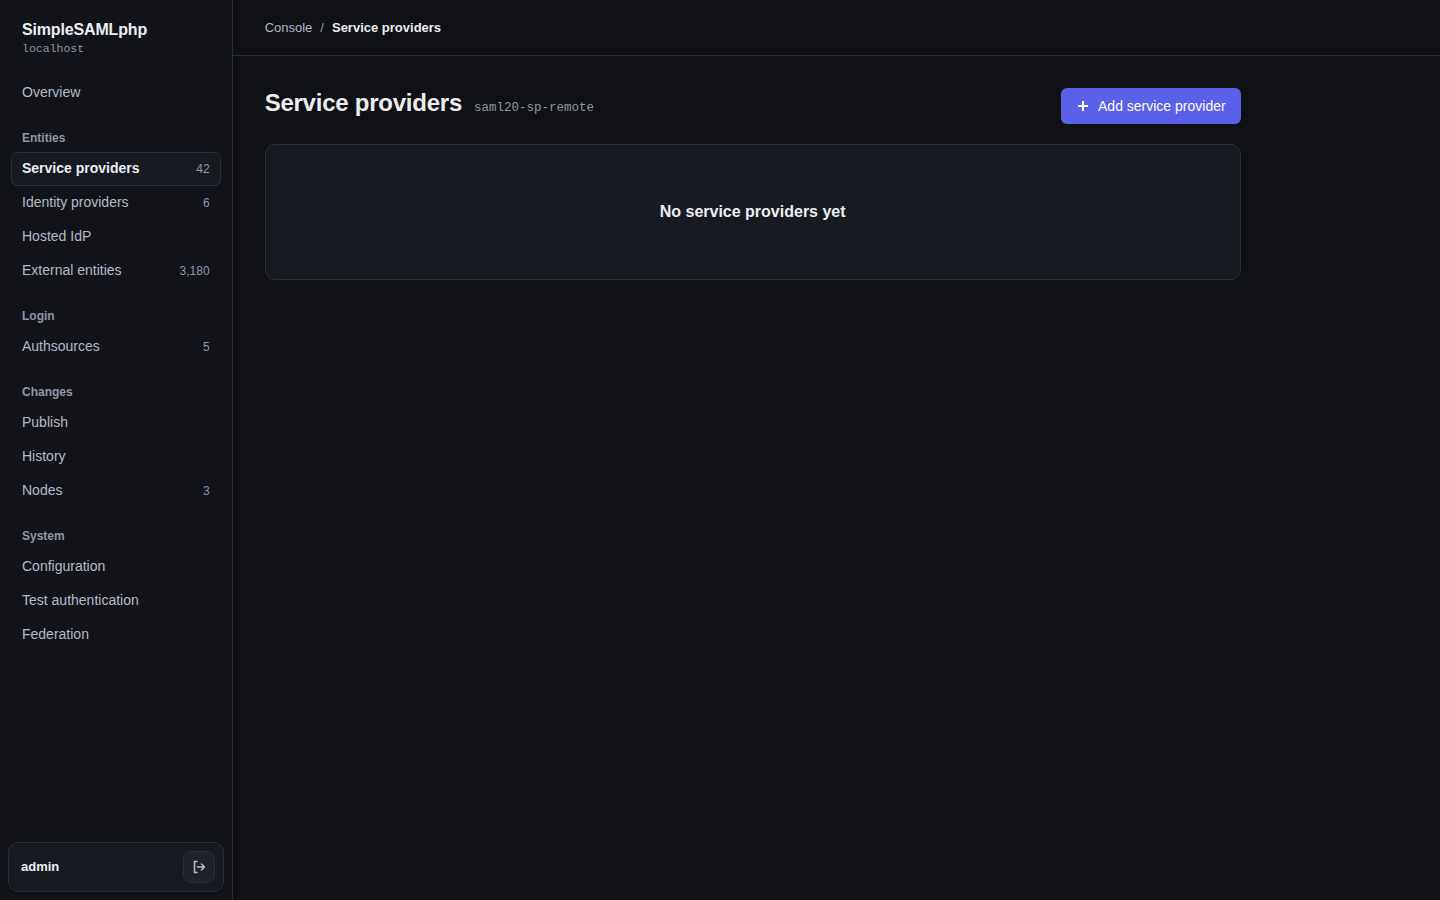 SimpleSAMLphp
localhost
Overview
Entities
Service providers 42
Identity providers 6
Hosted IdP
External entities 3,180
Login
Authsources 5
Changes
Publish
History
Nodes 3
System
Configuration
Test authentication
Federation
admin
Console / Service providers
Service providers saml20-sp-remote
Add service provider
No service providers yet